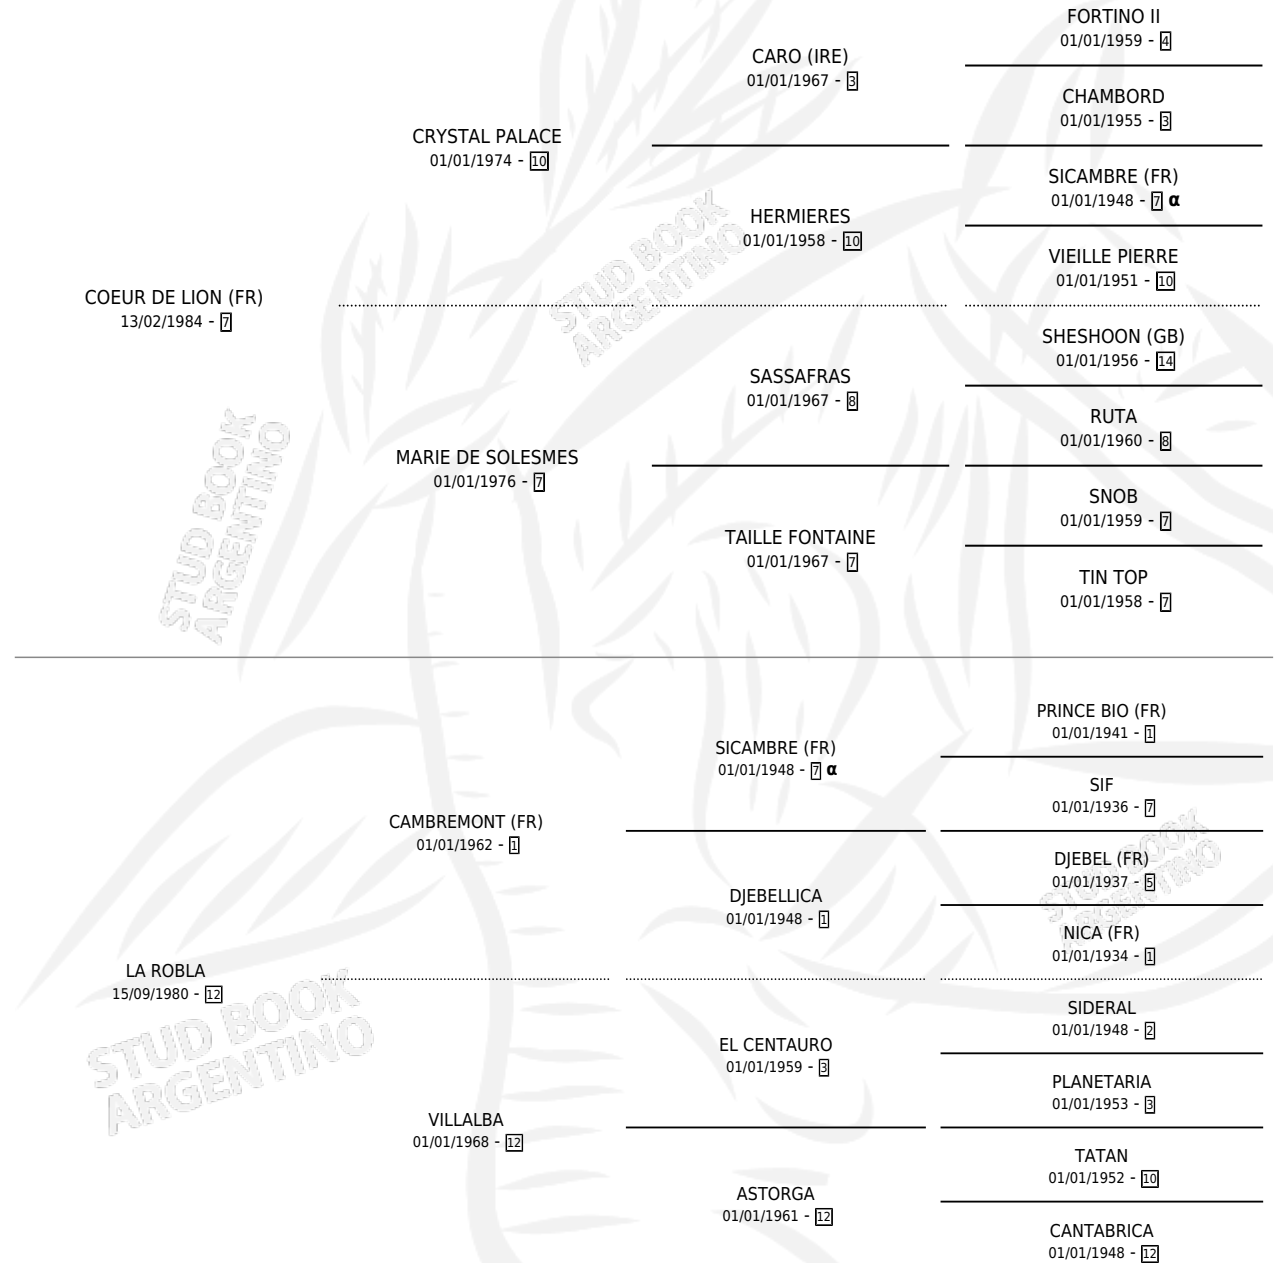 FORTINO II
01/01/1959 - 4
CARO (IRE)
01/01/1967 - 3
CHAMBORD
01/01/1955 - 3
CRYSTAL PALACE
01/01/1974 - 10
SICAMBRE (FR)
01/01/1948 - 7 α
HERMIERES
01/01/1958 - 10
VIEILLE PIERRE
01/01/1951 - 10
COEUR DE LION (FR)
13/02/1984 - 7
SHESHOON (GB)
01/01/1956 - 14
SASSAFRAS
01/01/1967 - 8
RUTA
01/01/1960 - 8
MARIE DE SOLESMES
01/01/1976 - 7
SNOB
01/01/1959 - 7
TAILLE FONTAINE
01/01/1967 - 7
TIN TOP
01/01/1958 - 7
PRINCE BIO (FR)
01/01/1941 - 1
SICAMBRE (FR)
01/01/1948 - 7 α
SIF
01/01/1936 - 7
CAMBREMONT (FR)
01/01/1962 - 1
DJEBEL (FR)
01/01/1937 - 5
DJEBELLICA
01/01/1948 - 1
NICA (FR)
01/01/1934 - 1
LA ROBLA
15/09/1980 - 12
SIDERAL
01/01/1948 - 2
EL CENTAURO
01/01/1959 - 3
PLANETARIA
01/01/1953 - 3
VILLALBA
01/01/1968 - 12
TATAN
01/01/1952 - 10
ASTORGA
01/01/1961 - 12
CANTABRICA
01/01/1948 - 12
STUD BOOK
ARGENTINO
STUD BOOK
ARGENTINO
STUD BOOK
ARGENTINO
STUD BOOK
ARGENTINO